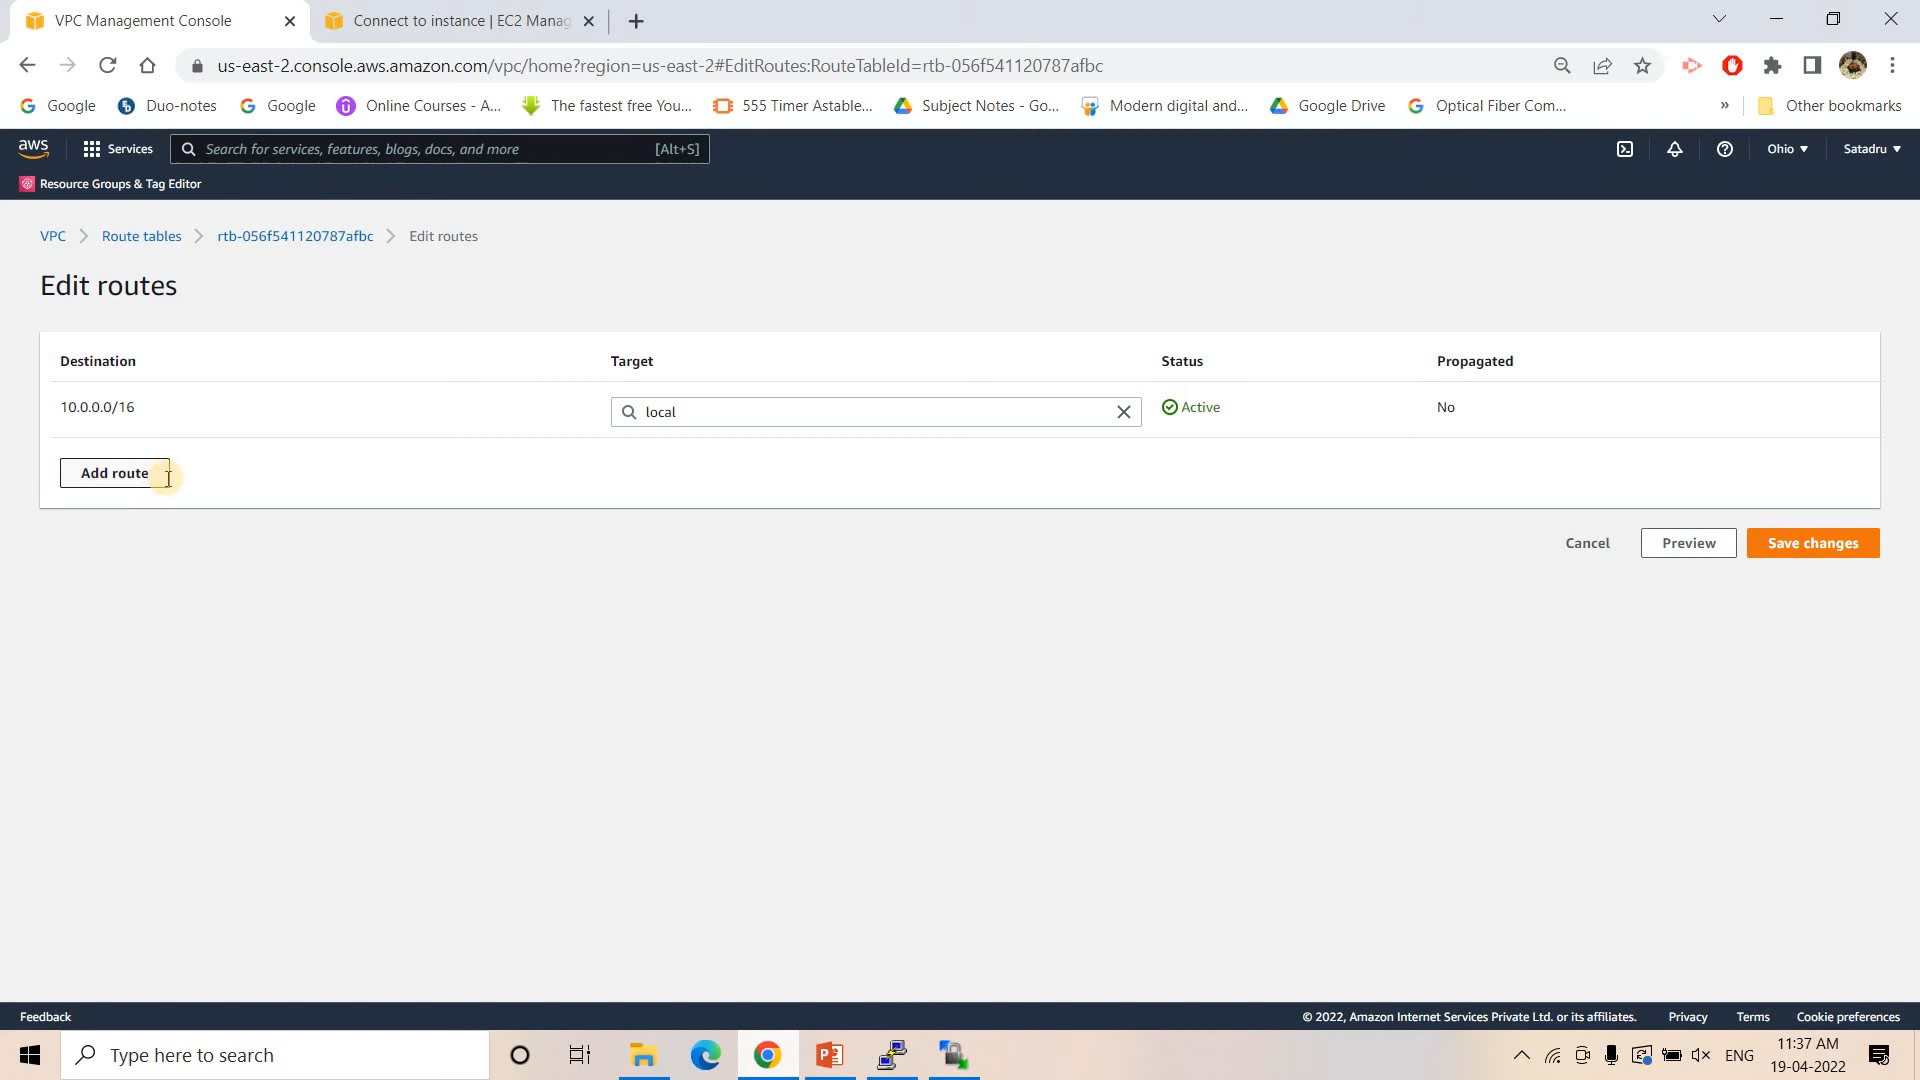 VPC Management Console
Connect to instance | EC2 Manag
us-east-2.console.aws.amazon.com/vpc/home?region=us-east-2#EditRoutes:RouteTableId=rtb-056f541120787afbc
Google
Duo-notes
Google
Online Courses - A...
The fastest free You...
555 Timer Astable...
Subject Notes - Go...
Modern digital and...
Google Drive
Optical Fiber Com...
»
Other bookmarks
aws
Services
Search for services, features, blogs, docs, and more
[Alt+S]
Ohio
Satadru
Resource Groups & Tag Editor
VPC
Route tables
rtb-056f541120787afbc
Edit routes
Edit routes
Destination
Target
Status
Propagated
10.0.0.0/16
local
Active
No
Add route
Cancel
Preview
Save changes
Feedback
© 2022, Amazon Internet Services Private Ltd. or its affiliates.
Privacy
Terms
Cookie preferences
Type here to search
ENG
11:37 AM
19-04-2022